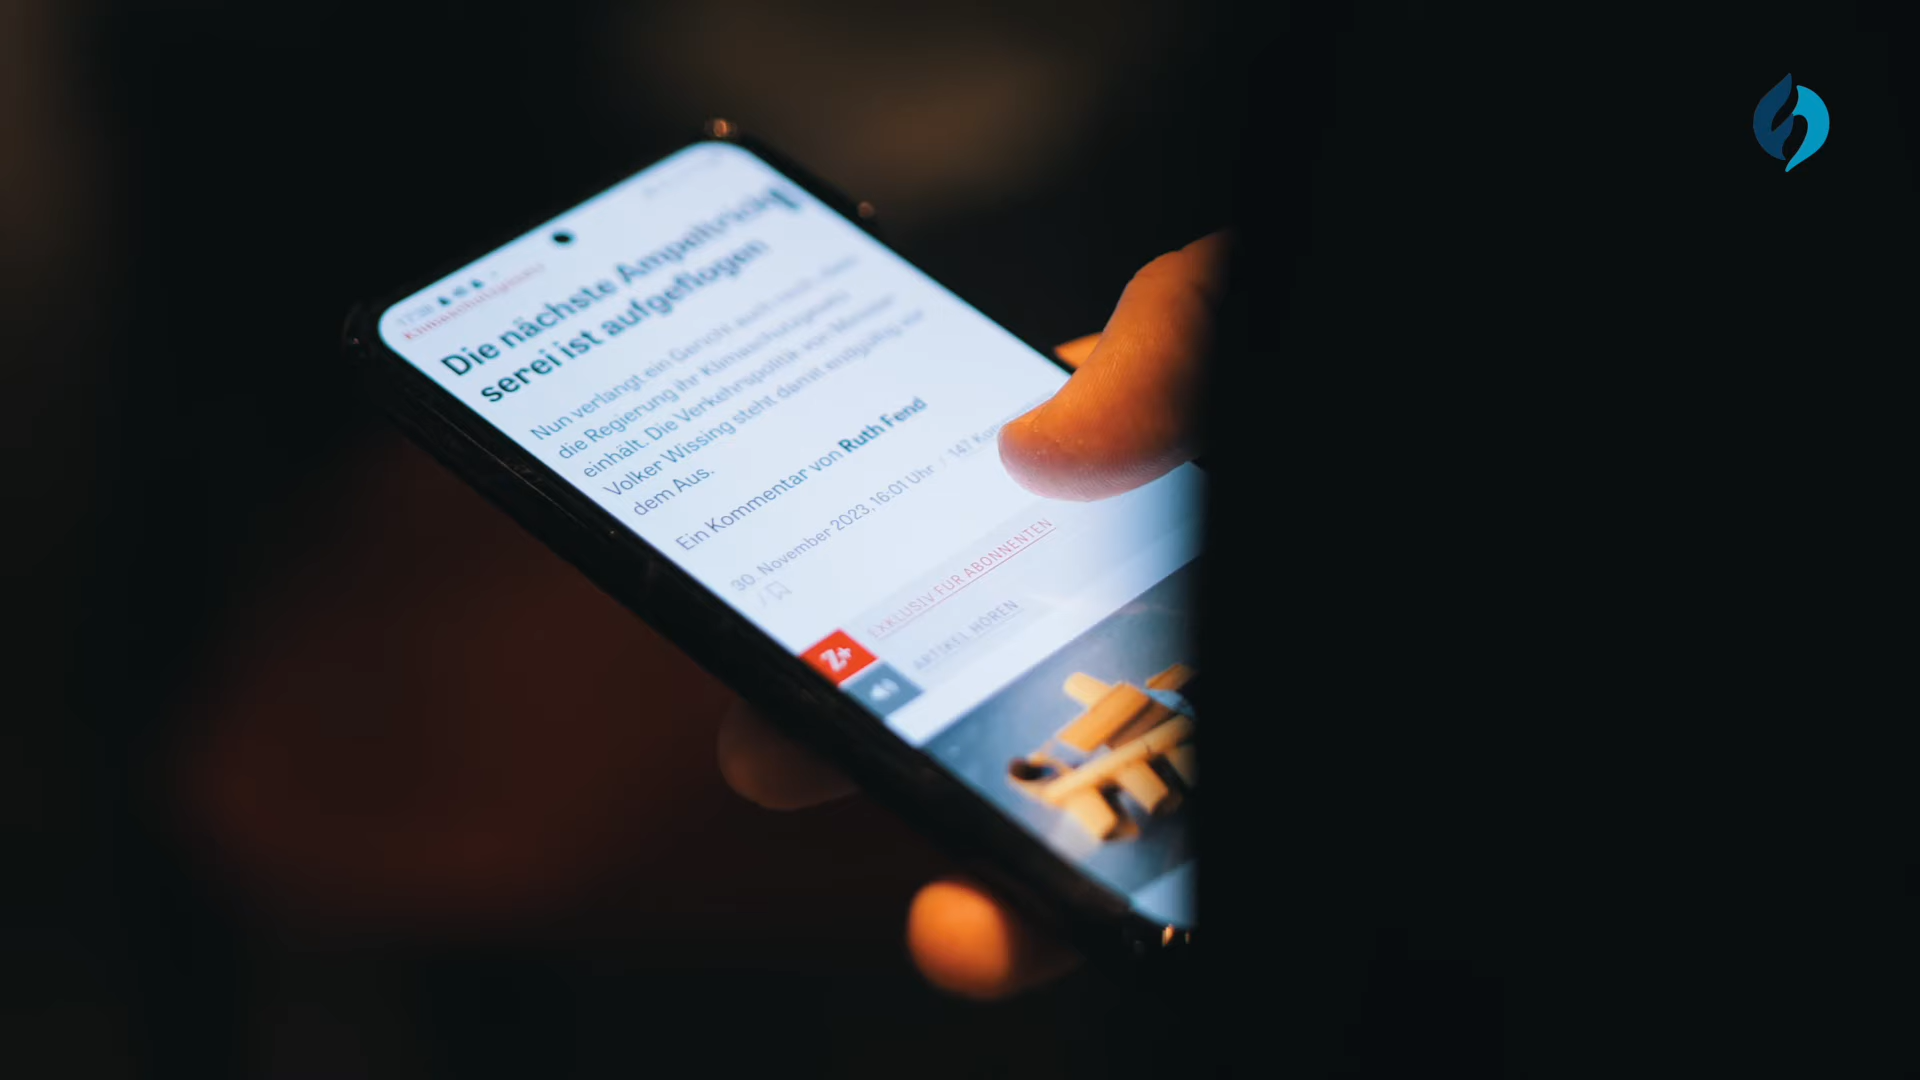 Klimaschutzgesetz
Die nächste Ampeltrick
serei ist aufgeflogen
Nun verlangt ein Gericht auch noch, dass
die Regierung ihr Klimaschutzgesetz
einhält. Die Verkehrspolitik von Minister
Volker Wissing steht damit endgültig vor
dem Aus.
Ein Kommentar von Ruth Fend
30. November 2023, 16:01 Uhr / 147
Z+ EXKLUSIV FÜR ABONNENTEN
ARTIKEL HÖREN